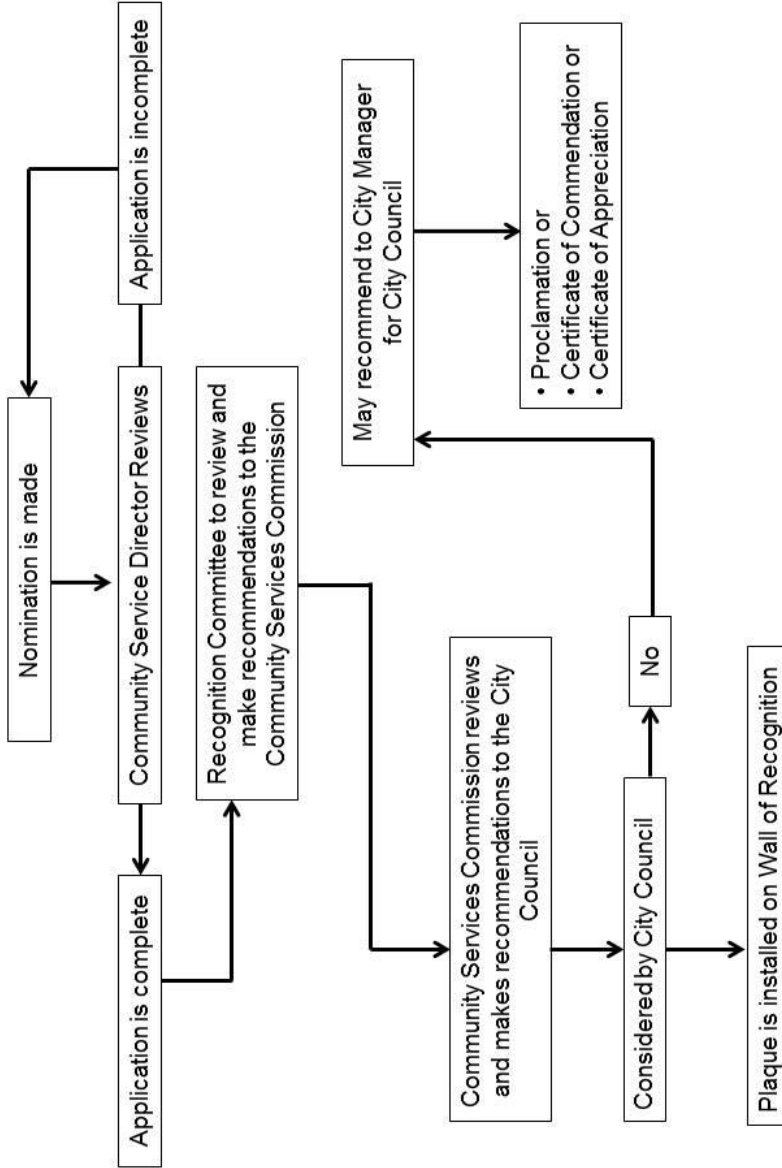 Nomination is made
Community Service Director Reviews
Application is incomplete
Application is complete
Recognition Committee to review and
make recommendations to the
Community Services Commission
Community Services Commission reviews
and makes recommendations to the City
Council
Considered by City Council
No
May recommend to City Manager
for City Council
• Proclamation or
• Certificate of Commendation or
• Certificate of Appreciation
Plaque is installed on Wall of Recognition